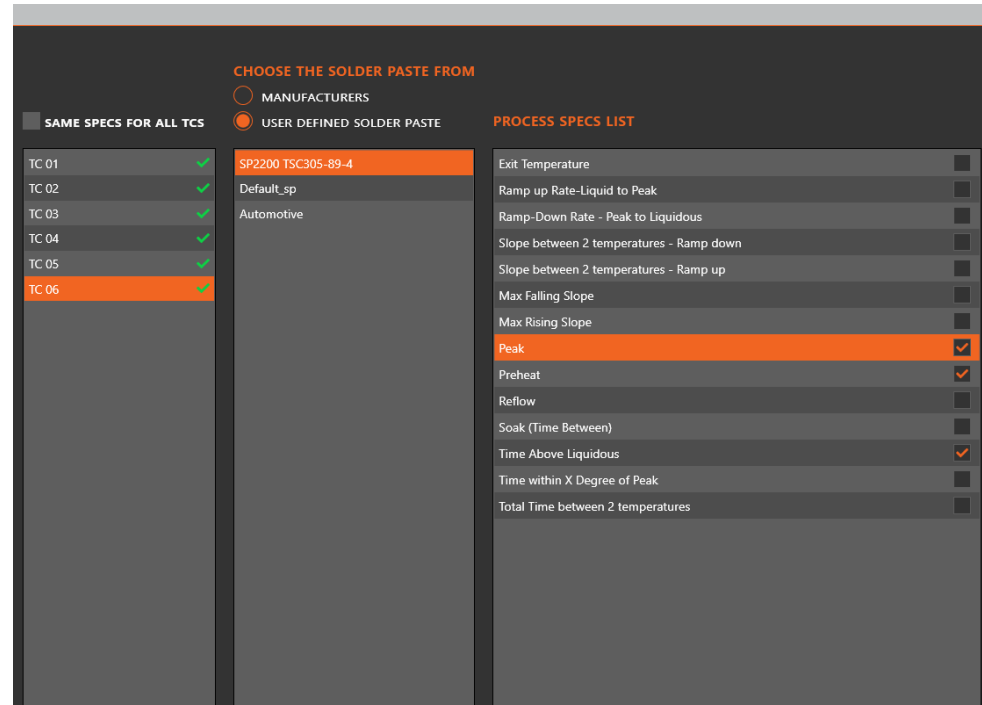 CHOOSE THE SOLDER PASTE FROM
MANUFACTURERS
SAME SPECS FOR ALL TCS
USER DEFINED SOLDER PASTE
PROCESS SPECS LIST
TC 01
TC 02
TC 03
TC 04
TC 05
TC 06
SP2200 TSC305-89-4
Default_sp
Automotive
Exit Temperature
Ramp up Rate-Liquid to Peak
Ramp-Down Rate - Peak to Liquidous
Slope between 2 temperatures - Ramp down
Slope between 2 temperatures - Ramp up
Max Falling Slope
Max Rising Slope
Peak
Preheat
Reflow
Soak (Time Between)
Time Above Liquidous
Time within X Degree of Peak
Total Time between 2 temperatures